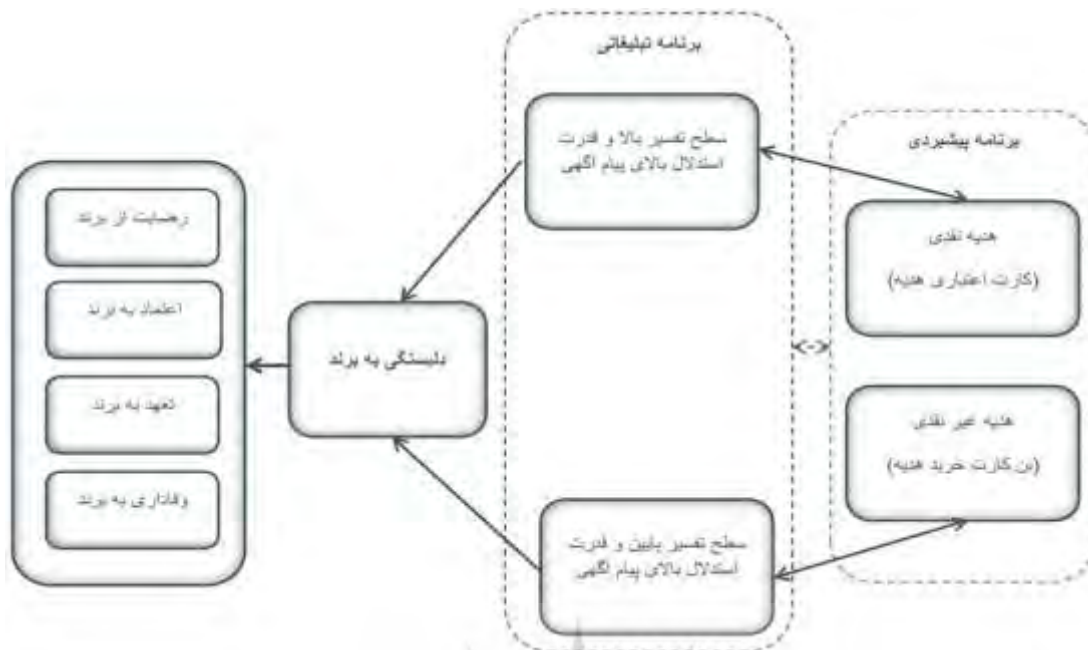 برنامه تبلیغاتی
سطح تفسیر بالا و قدرت
استدلال بالای پیام آگهی
برنامه پیشبردی
هدیه نقدی
(کارت اعتباری هدیه)
هدیه غیر نقدی
(بن کارت خرید هدیه)
سطح تفسیر پایین و قدرت
استدلال بالای پیام آگهی
دلبستگی به برند
رضایت از برند
اعتماد به برند
تعهد به برند
وفاداری به برند